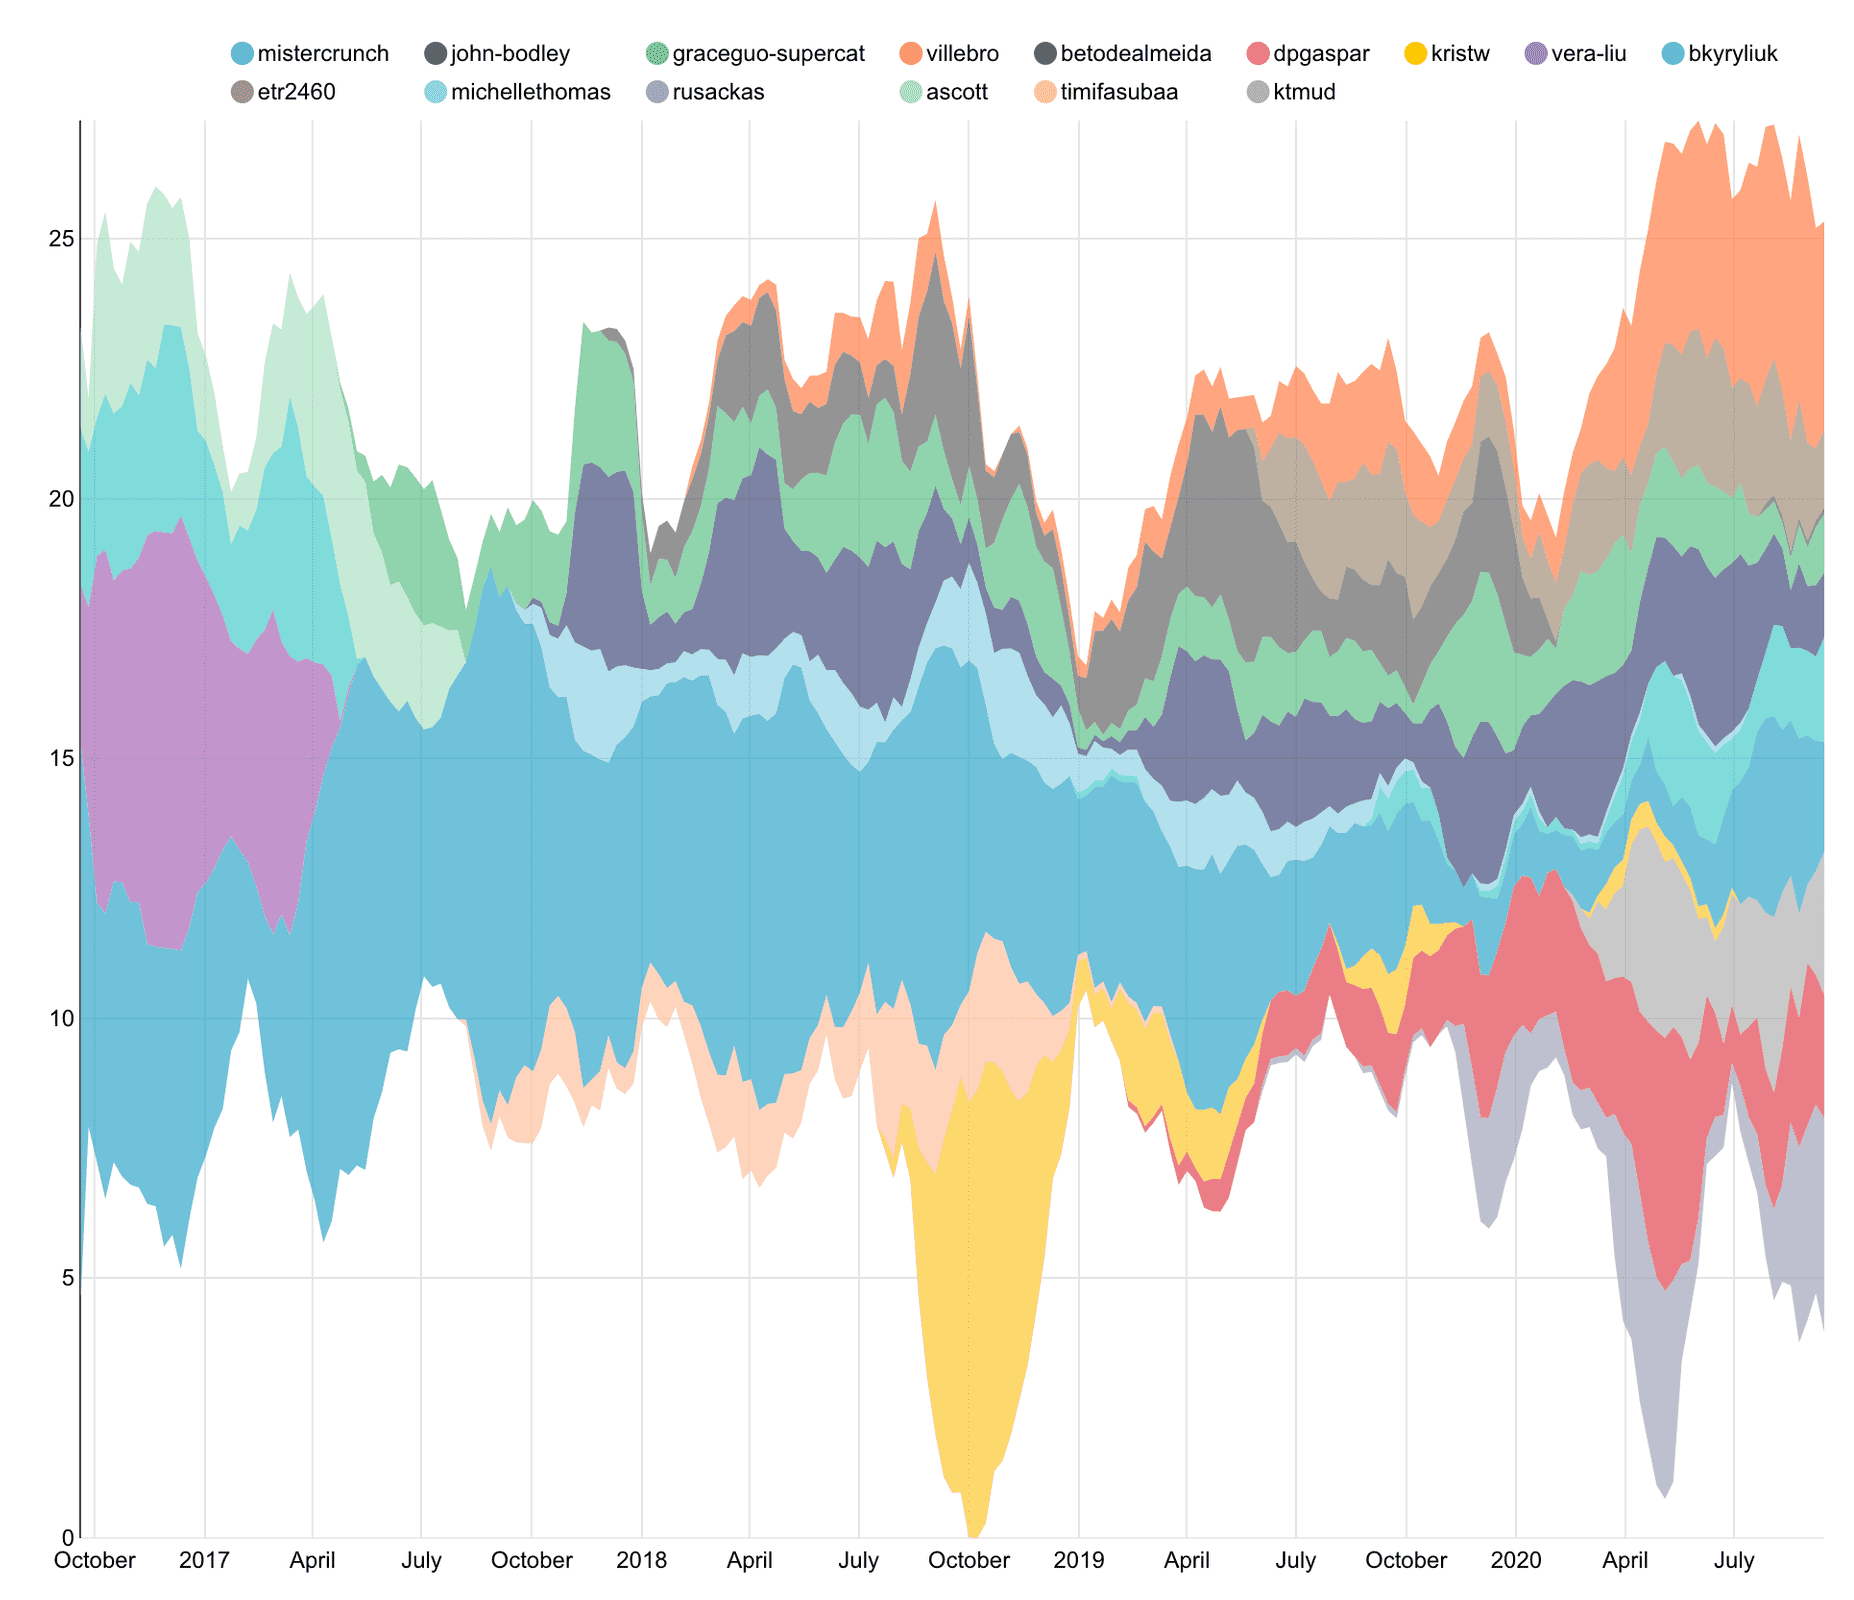 mistercrunch john-bodley graceguo-supercat villebro betodealmeida dpgaspar kristw vera-liu bkyryliuk
etr2460 michellethomas rusackas ascott timifasubaa ktmud
25
20
15
10
5
0
October 2017 April July October 2018 April July October 2019 April July October 2020 April July